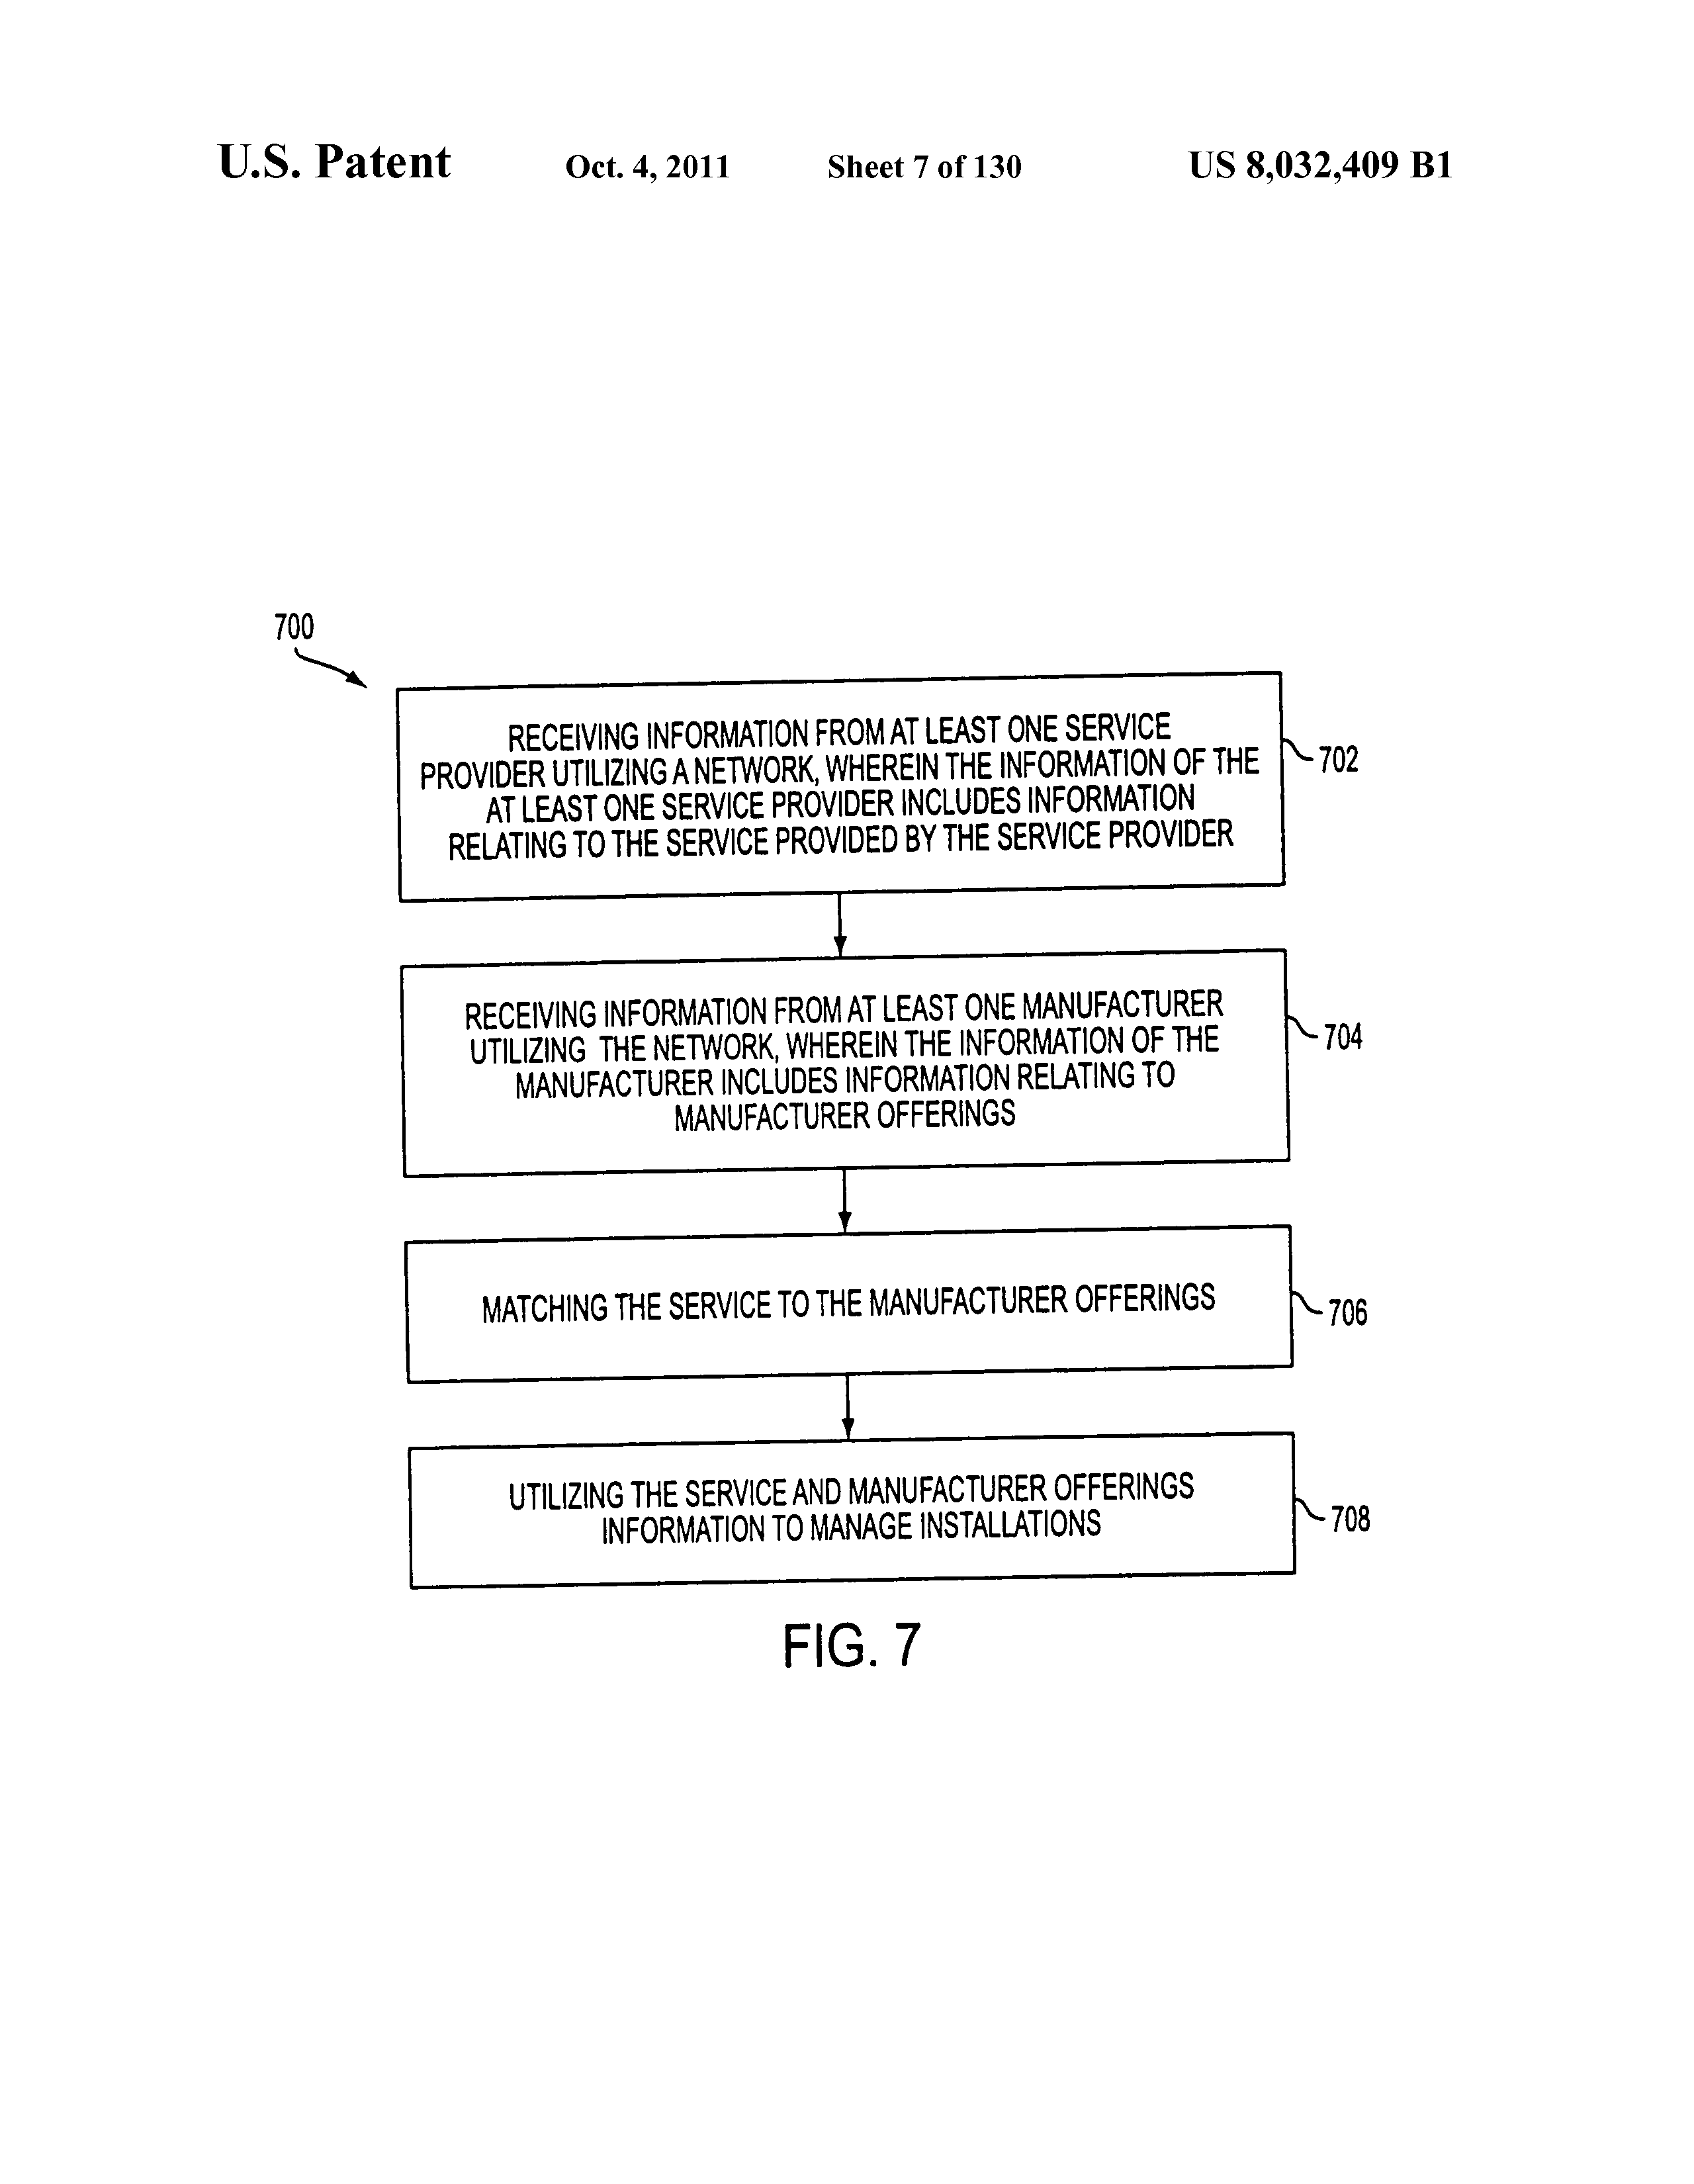 U.S. Patent Oct. 4, 2011 Sheet 7 of 130 US 8,032,409 B1
700
RECEIVING INFORMATION FROM AT LEAST ONE SERVICE
PROVIDER UTILIZING A NETWORK, WHEREIN THE INFORMATION OF THE
AT LEAST ONE SERVICE PROVIDER INCLUDES INFORMATION
RELATING TO THE SERVICE PROVIDED BY THE SERVICE PROVIDER
702
RECEIVING INFORMATION FROM AT LEAST ONE MANUFACTURER
UTILIZING THE NETWORK, WHEREIN THE INFORMATION OF THE
MANUFACTURER INCLUDES INFORMATION RELATING TO
MANUFACTURER OFFERINGS
704
MATCHING THE SERVICE TO THE MANUFACTURER OFFERINGS
706
UTILIZING THE SERVICE AND MANUFACTURER OFFERINGS
INFORMATION TO MANAGE INSTALLATIONS
708
FIG. 7